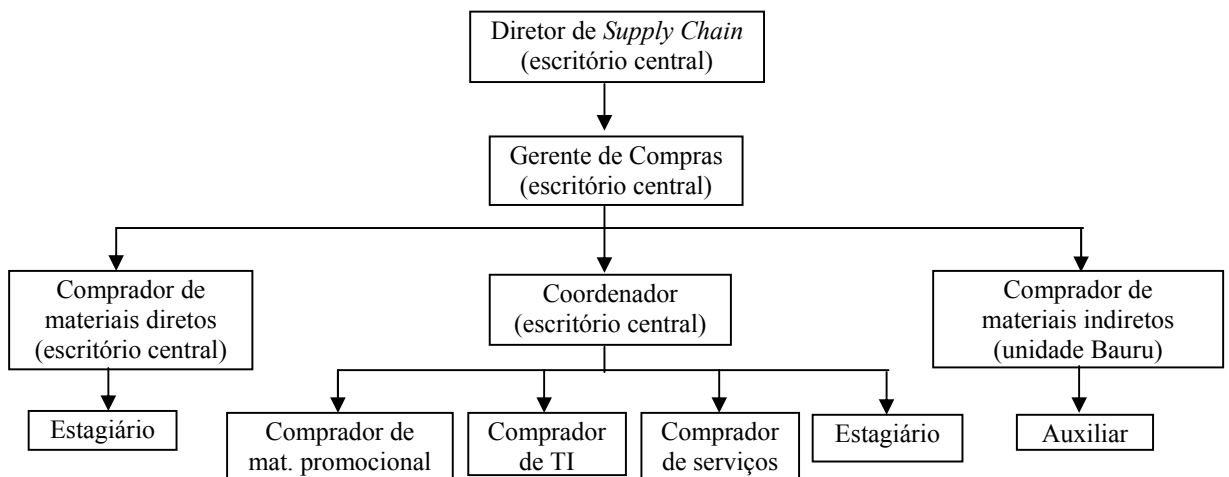 Diretor de Supply Chain
(escritório central)
Gerente de Compras
(escritório central)
Comprador de
materiais diretos
(escritório central)
Coordenador
(escritório central)
Comprador de
materiais indiretos
(unidade Bauru)
Estagiário
Comprador de
mat. promocional
Comprador
de TI
Comprador
de serviços
Estagiário
Auxiliar